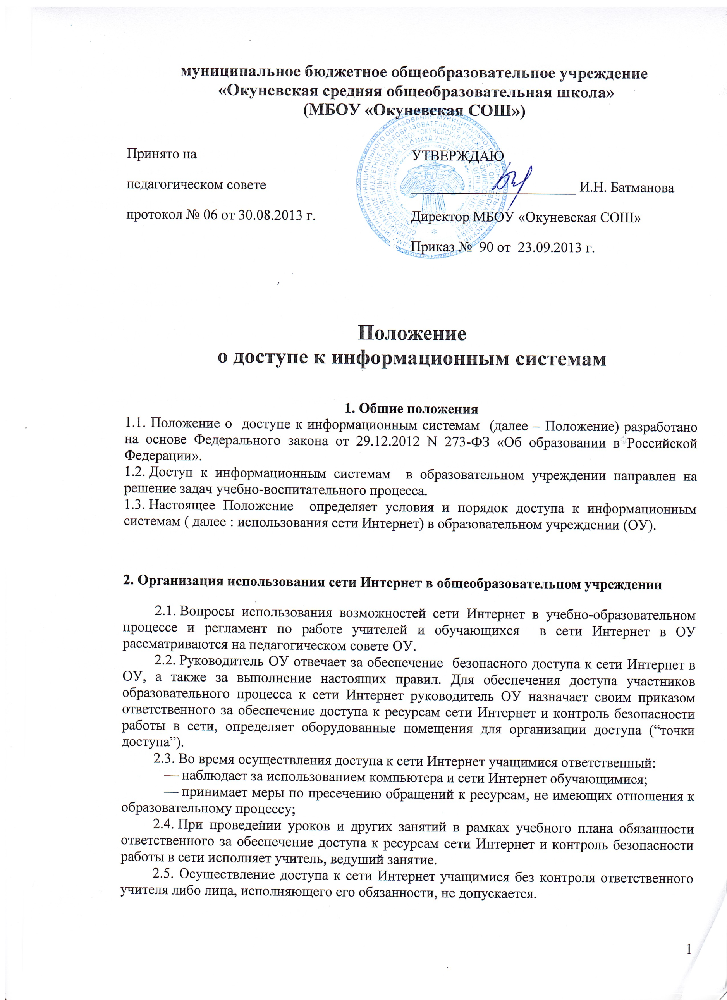 муниципальное бюджетное общеобразовательное учреждение
«Окуневская средняя общеобразовательная школа»
(МБОУ «Окуневская СОШ»)
Принято на
педагогическом совете
протокол № 06 от 30.08.2013 г.
УТВЕРЖДАЮ
И.Н. Батманова
Директор МБОУ «Окуневская СОШ»
Приказ №  90 от  23.09.2013 г.
Положение
о доступе к информационным системам
1. Общие положения
1.1. Положение о  доступе к информационным системам  (далее – Положение) разработано
на основе Федерального закона от 29.12.2012 N 273-ФЗ «Об образовании в Российской
Федерации».
1.2. Доступ к информационным системам  в образовательном учреждении направлен на
решение задач учебно-воспитательного процесса.
1.3. Настоящее Положение  определяет условия и порядок доступа к информационным
системам ( далее : использования сети Интернет) в образовательном учреждении (ОУ).
2. Организация использования сети Интернет в общеобразовательном учреждении
2.1. Вопросы использования возможностей сети Интернет в учебно-образовательном
процессе и регламент по работе учителей и обучающихся  в сети Интернет в ОУ
рассматриваются на педагогическом совете ОУ.
2.2. Руководитель ОУ отвечает за обеспечение  безопасного доступа к сети Интернет в
ОУ, а также за выполнение настоящих правил. Для обеспечения доступа участников
образовательного процесса к сети Интернет руководитель ОУ назначает своим приказом
ответственного за обеспечение доступа к ресурсам сети Интернет и контроль безопасности
работы в сети, определяет оборудованные помещения для организации доступа (“точки
доступа”).
2.3. Во время осуществления доступа к сети Интернет учащимися ответственный:
— наблюдает за использованием компьютера и сети Интернет обучающимися;
— принимает меры по пресечению обращений к ресурсам, не имеющих отношения к
образовательному процессу;
2.4. При проведении уроков и других занятий в рамках учебного плана обязанности
ответственного за обеспечение доступа к ресурсам сети Интернет и контроль безопасности
работы в сети исполняет учитель, ведущий занятие.
2.5. Осуществление доступа к сети Интернет учащимися без контроля ответственного
учителя либо лица, исполняющего его обязанности, не допускается.
1